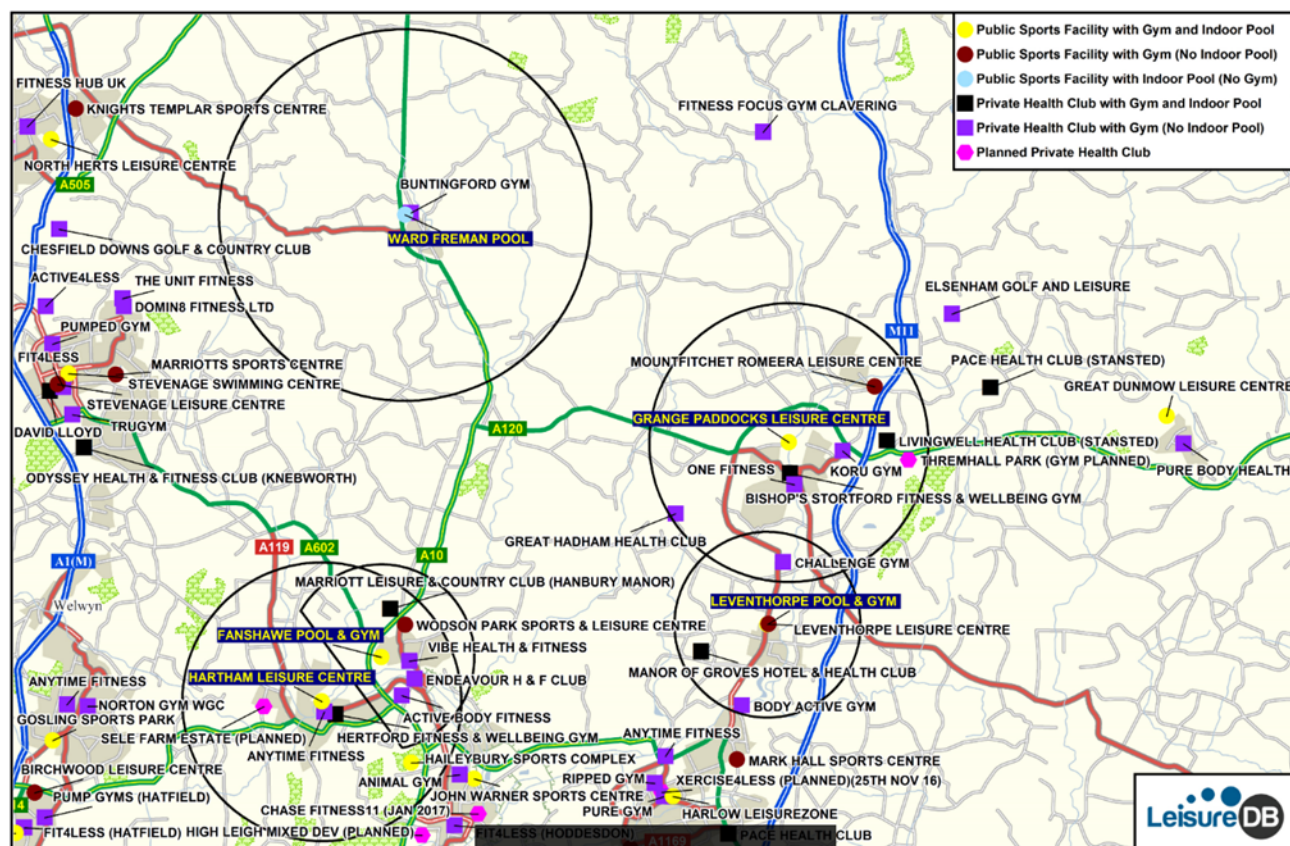 Public Sports Facility with Gym and Indoor Pool
Public Sports Facility with Gym (No Indoor Pool)
Public Sports Facility with Indoor Pool (No Gym)
Private Health Club with Gym and Indoor Pool
Private Health Club with Gym (No Indoor Pool)
Planned Private Health Club
FITNESS HUB UK
KNIGHTS TEMPLAR SPORTS CENTRE
FITNESS FOCUS GYM CLAVERING
NORTH HERTS LEISURE CENTRE
A505
BUNTINGFORD GYM
WARD FREMAN POOL
CHESFIELD DOWNS GOLF & COUNTRY CLUB
ACTIVE4LESS
THE UNIT FITNESS
DOMIN8 FITNESS LTD
ELSENHAM GOLF AND LEISURE
PUMPED GYM
M11
FIT4LESS
MARRIOTTS SPORTS CENTRE
MOUNTFITCHET ROMEERA LEISURE CENTRE
PACE HEALTH CLUB (STANSTED)
STEVENAGE SWIMMING CENTRE
GREAT DUNMOW LEISURE CENTRE
STEVENAGE LEISURE CENTRE
GRANGE PADDOCKS LEISURE CENTRE
TRUGYM
A120
DAVID LLOYD
LIVINGWELL HEALTH CLUB (STANSTED)
THREMHALL PARK (GYM PLANNED)
ONE FITNESS
KORU GYM
PURE BODY HEALTH
ODYSSEY HEALTH & FITNESS CLUB (KNEBWORTH)
BISHOP'S STORTFORD FITNESS & WELLBEING GYM
GREAT HADHAM HEALTH CLUB
A119
A602
A10
A1(M)
CHALLENGE GYM
MARRIOTT LEISURE & COUNTRY CLUB (HANBURY MANOR)
LEVENTHORPE POOL & GYM
Welwyn
WODSON PARK SPORTS & LEISURE CENTRE
LEVENTHORPE LEISURE CENTRE
FANSHAWE POOL & GYM
VIBE HEALTH & FITNESS
HARTHAM LEISURE CENTRE
MANOR OF GROVES HOTEL & HEALTH CLUB
ENDEAVOUR H & F CLUB
ANYTIME FITNESS
NORTON GYM WGC
BODY ACTIVE GYM
GOSLING SPORTS PARK
ACTIVE BODY FITNESS
SELE FARM ESTATE (PLANNED)
HERTFORD FITNESS & WELLBEING GYM
ANYTIME FITNESS
ANYTIME FITNESS
HAILEYBURY SPORTS COMPLEX
MARK HALL SPORTS CENTRE
BIRCHWOOD LEISURE CENTRE
ANIMAL GYM
RIPPED GYM
XERCISE4LESS (PLANNED)(25TH NOV 16)
JOHN WARNER SPORTS CENTRE
PUMP GYMS (HATFIELD)
CHASE FITNESS11 (JAN 2017)
PURE GYM
HARLOW LEISUREZONE
FIT4LESS (HATFIELD)
HIGH LEIGH MIXED DEV (PLANNED)
FIT4LESS (HODDESDON)
A1169
PACE HEALTH CLUB
LeisureDB